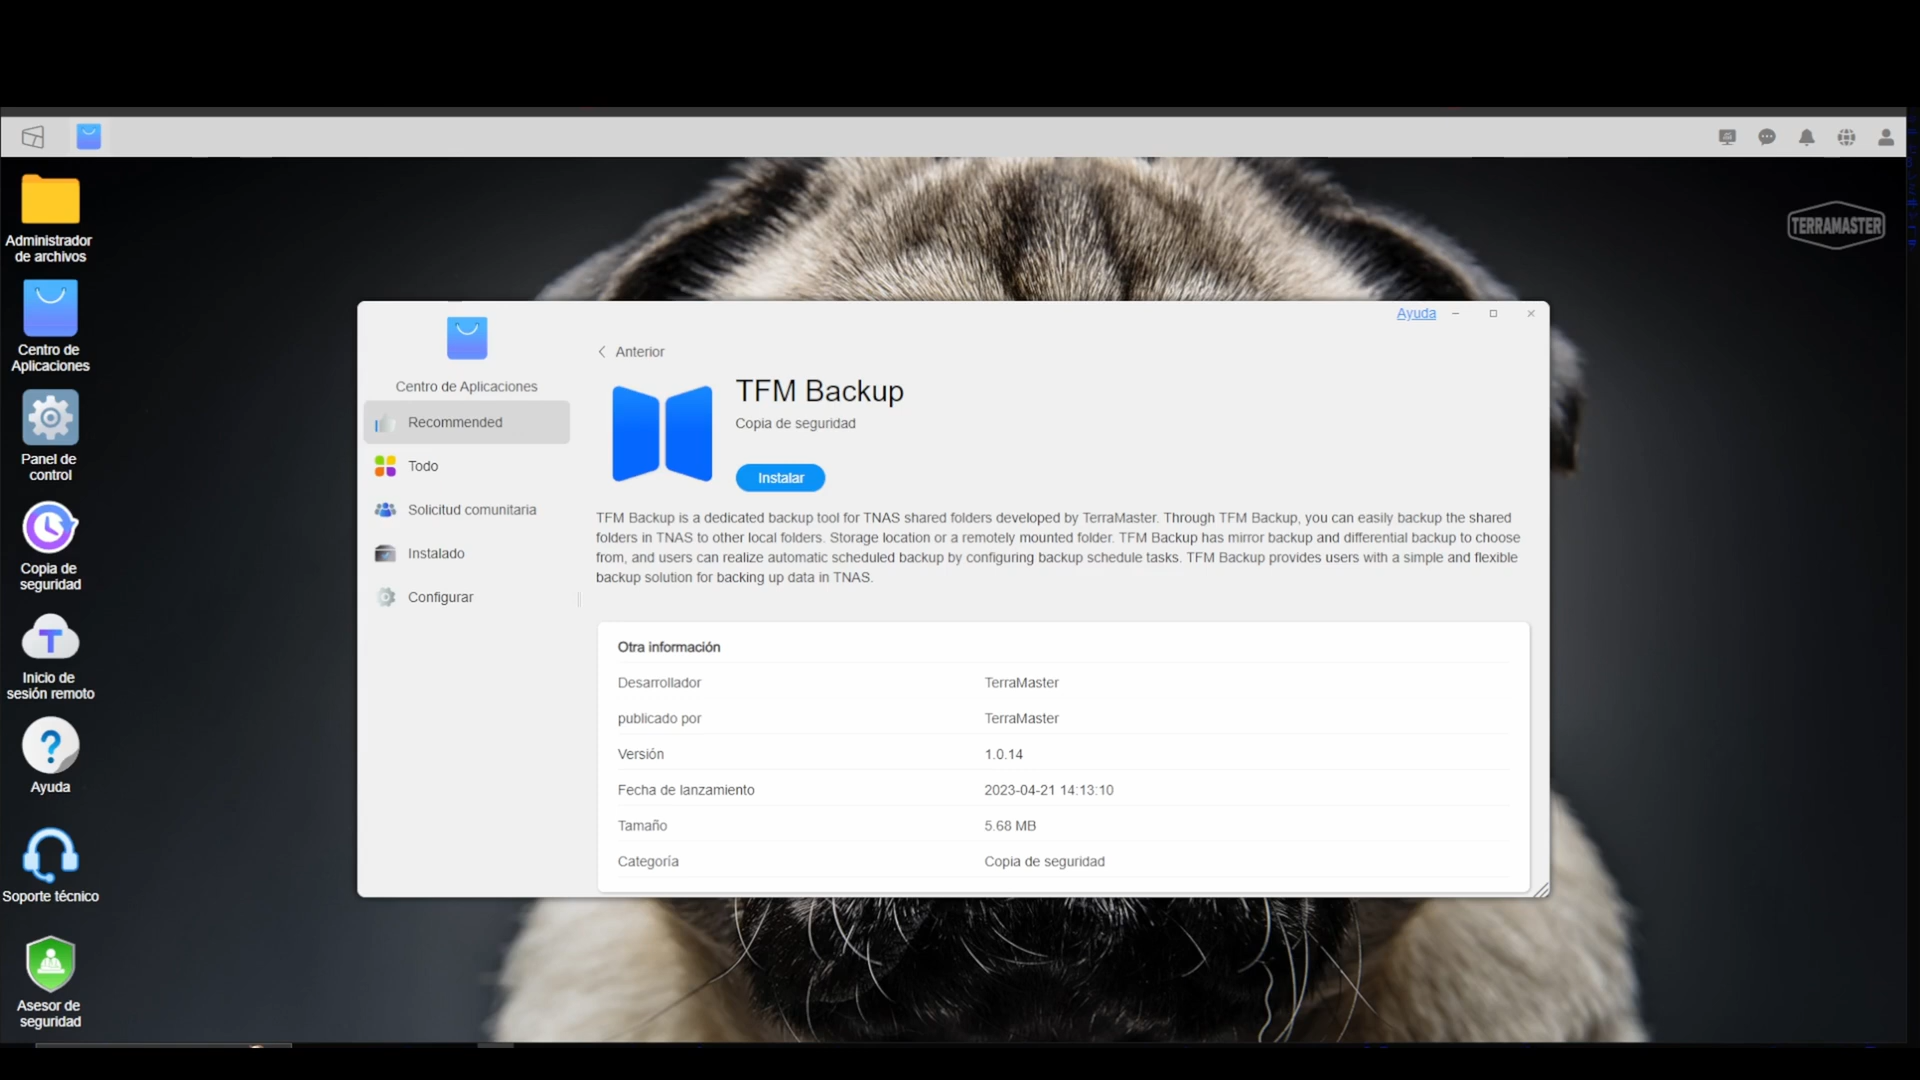 TERRAMASTER
Administrador
de archivos
Centro de
Aplicaciones
Panel de
control
Copia de
seguridad
T
Inicio de
sesión remoto
?
Ayuda
Soporte técnico
Asesor de
seguridad
Ayuda
Centro de Aplicaciones
Recommended
Todo
Solicitud comunitaria
Instalado
Configurar
Anterior
TFM Backup
Copia de seguridad
Instalar
TFM Backup is a dedicated backup tool for TNAS shared folders developed by TerraMaster. Through TFM Backup, you can easily backup the shared
folders in TNAS to other local folders. Storage location or a remotely mounted folder. TFM Backup has mirror backup and differential backup to choose
from, and users can realize automatic scheduled backup by configuring backup schedule tasks. TFM Backup provides users with a simple and flexible
backup solution for backing up data in TNAS.
Otra información
Desarrollador TerraMaster
publicado por TerraMaster
Versión 1.0.14
Fecha de lanzamiento 2023-04-21 14:13:10
Tamaño 5.68 MB
Categoría Copia de seguridad